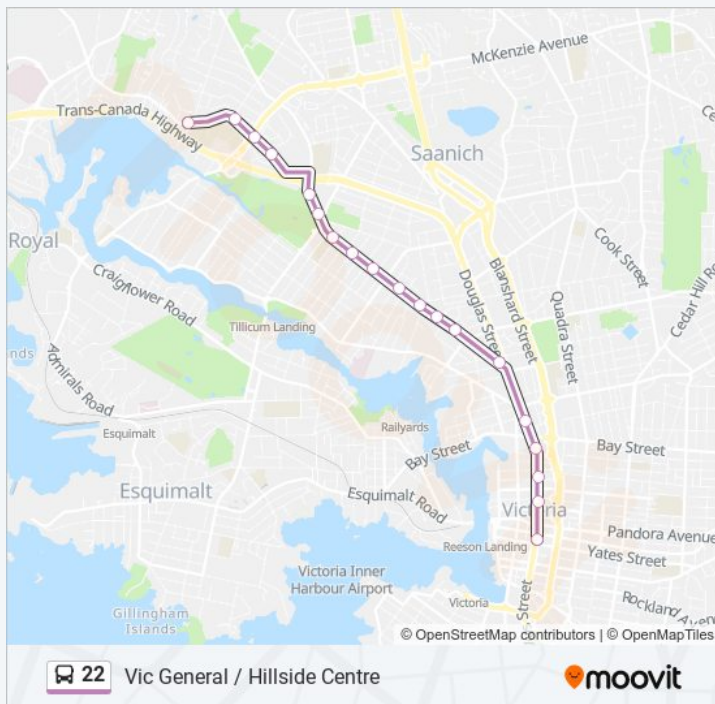 McKenzie Avenue
Trans-Canada Highway
Saanich
Royal
Cook Street
Craigflower Road
Douglas Street
Blanshard Street
Quadra Street
Cedar Hill
Tillicum Landing
Admirals Road
Esquimalt
Railyards
Bay Street
Bay Street
Esquimalt
Esquimalt Road
Victoria
Pandora Avenue
Reeson Landing
Yates Street
Victoria Inner
Harbour Airport
Street
Rockland
Victoria
Gillingham
Islands
© OpenStreetMap contributors | © OpenMapTiles
22 Vic General / Hillside Centre
moovit